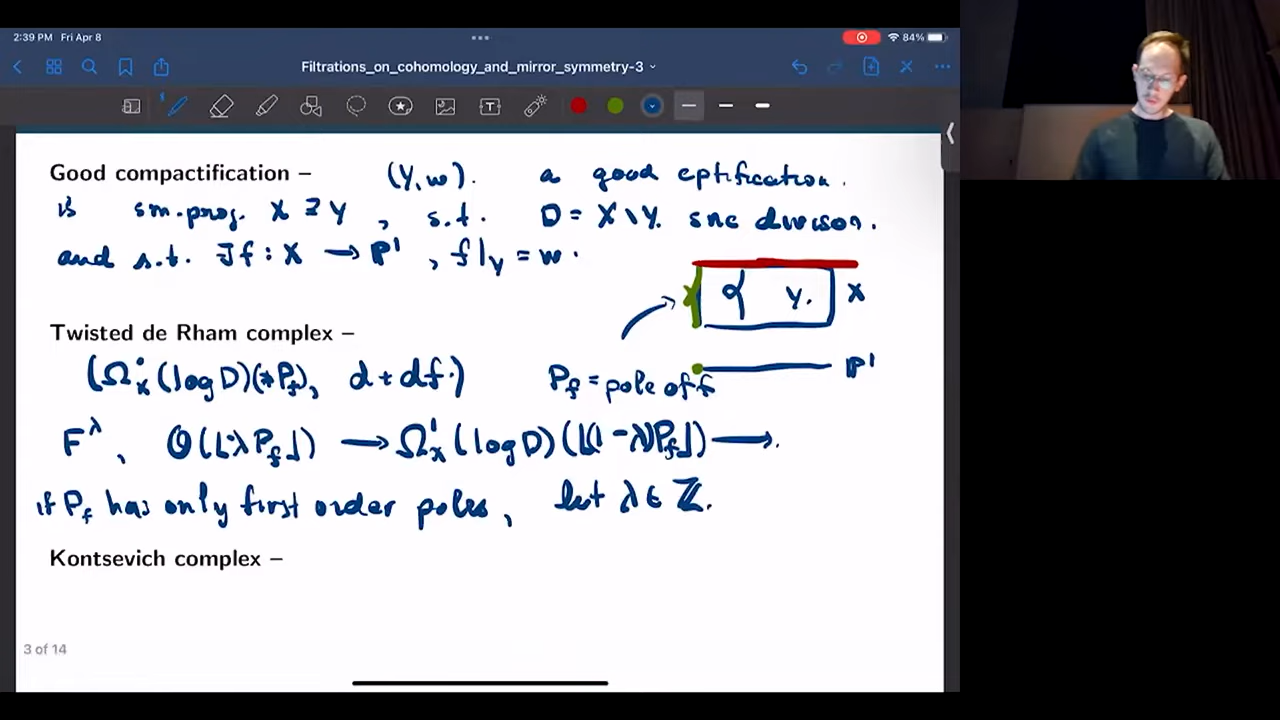 2:39 PM Fri Apr 8
84%
Filtrations_on_cohomology_and_mirror_symmetry-3
Good compactification – (Y,w). a good cptification.
is sm.proj. X ⊇ Y, s.t. D = X \ Y. snc divisor.
and s.t. ∃f : X → P¹, f|_Y = w.
Y. X
Twisted de Rham complex –
(Ω^•_X(log D)(*P_f), d + df·) P_f = pole of f P¹
F^λ, O(⌊-λP_f⌋) → Ω^1_X(log D)(⌊(1-λ)P_f⌋) →.
if P_f has only first order poles, let λ ∈ Z.
Kontsevich complex –
3 of 14